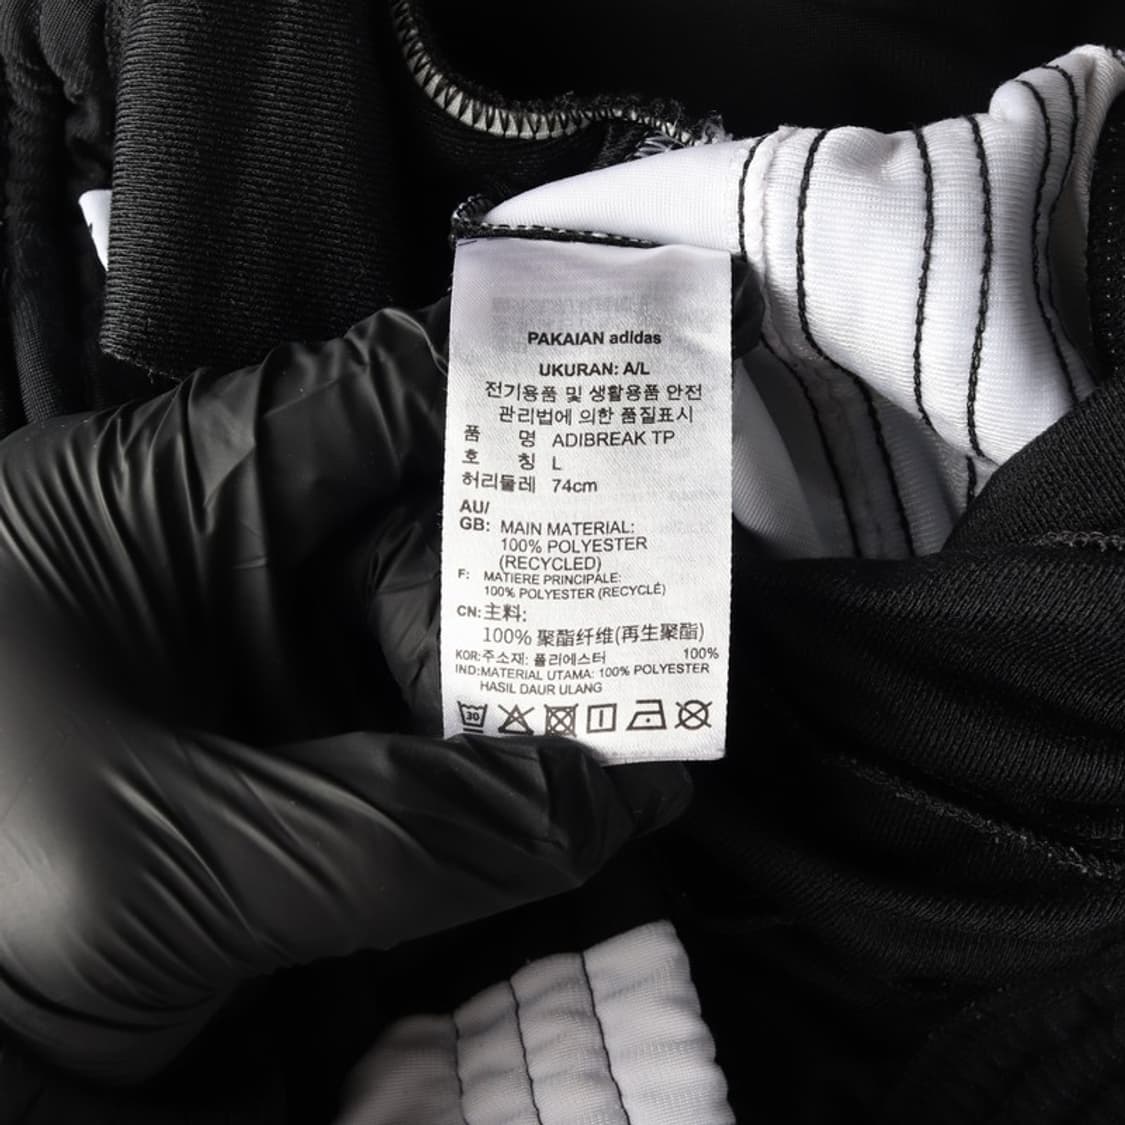 PAKAIAN adidas
UKURAN: A/L
전기용품 및 생활용품 안전
관리법에 의한 품질표시
품 명 ADIBREAK TP
호 칭 L
허리둘레 74cm
AU/
GB: MAIN MATERIAL:
100% POLYESTER
(RECYCLED)
F: MATIERE PRINCIPALE:
100% POLYESTER (RECYCLÉ)
CN: 主料:
100% 聚酯纤维(再生聚酯)
KOR:주소재: 폴리에스터 100%
IND:MATERIAL UTAMA: 100% POLYESTER
HASIL DAUR ULANG
30